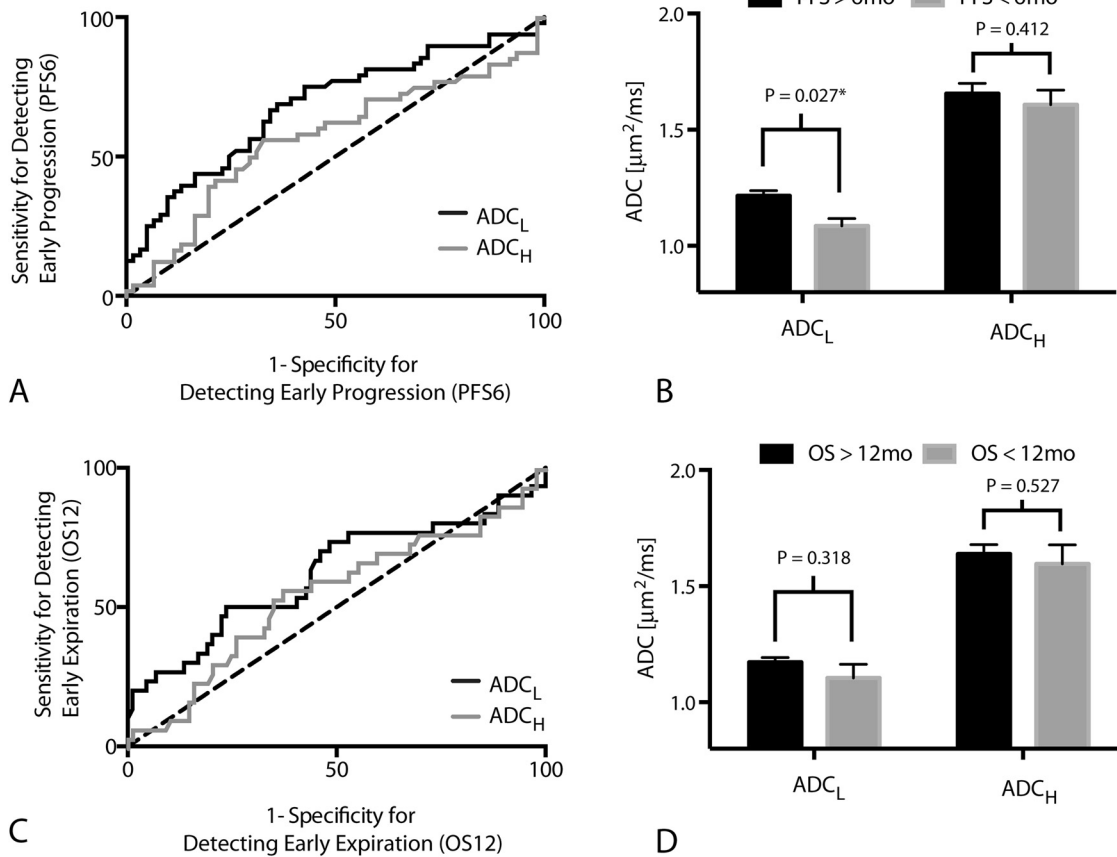 100
50
0
0
50
100
Sensitivity for Detecting
Early Progression (PFS6)
ADCL
ADCH
1- Specificity for
Detecting Early Progression (PFS6)
A
2.0
1.5
1.0
ADC [μm²/ms]
P = 0.027*
P = 0.412
ADCL
ADCH
B
100
50
0
0
50
100
Sensitivity for Detecting
Early Expiration (OS12)
ADCL
ADCH
1- Specificity for
Detecting Early Expiration (OS12)
C
OS > 12mo
OS < 12mo
2.0
1.5
1.0
ADC [μm²/ms]
P = 0.318
P = 0.527
ADCL
ADCH
D